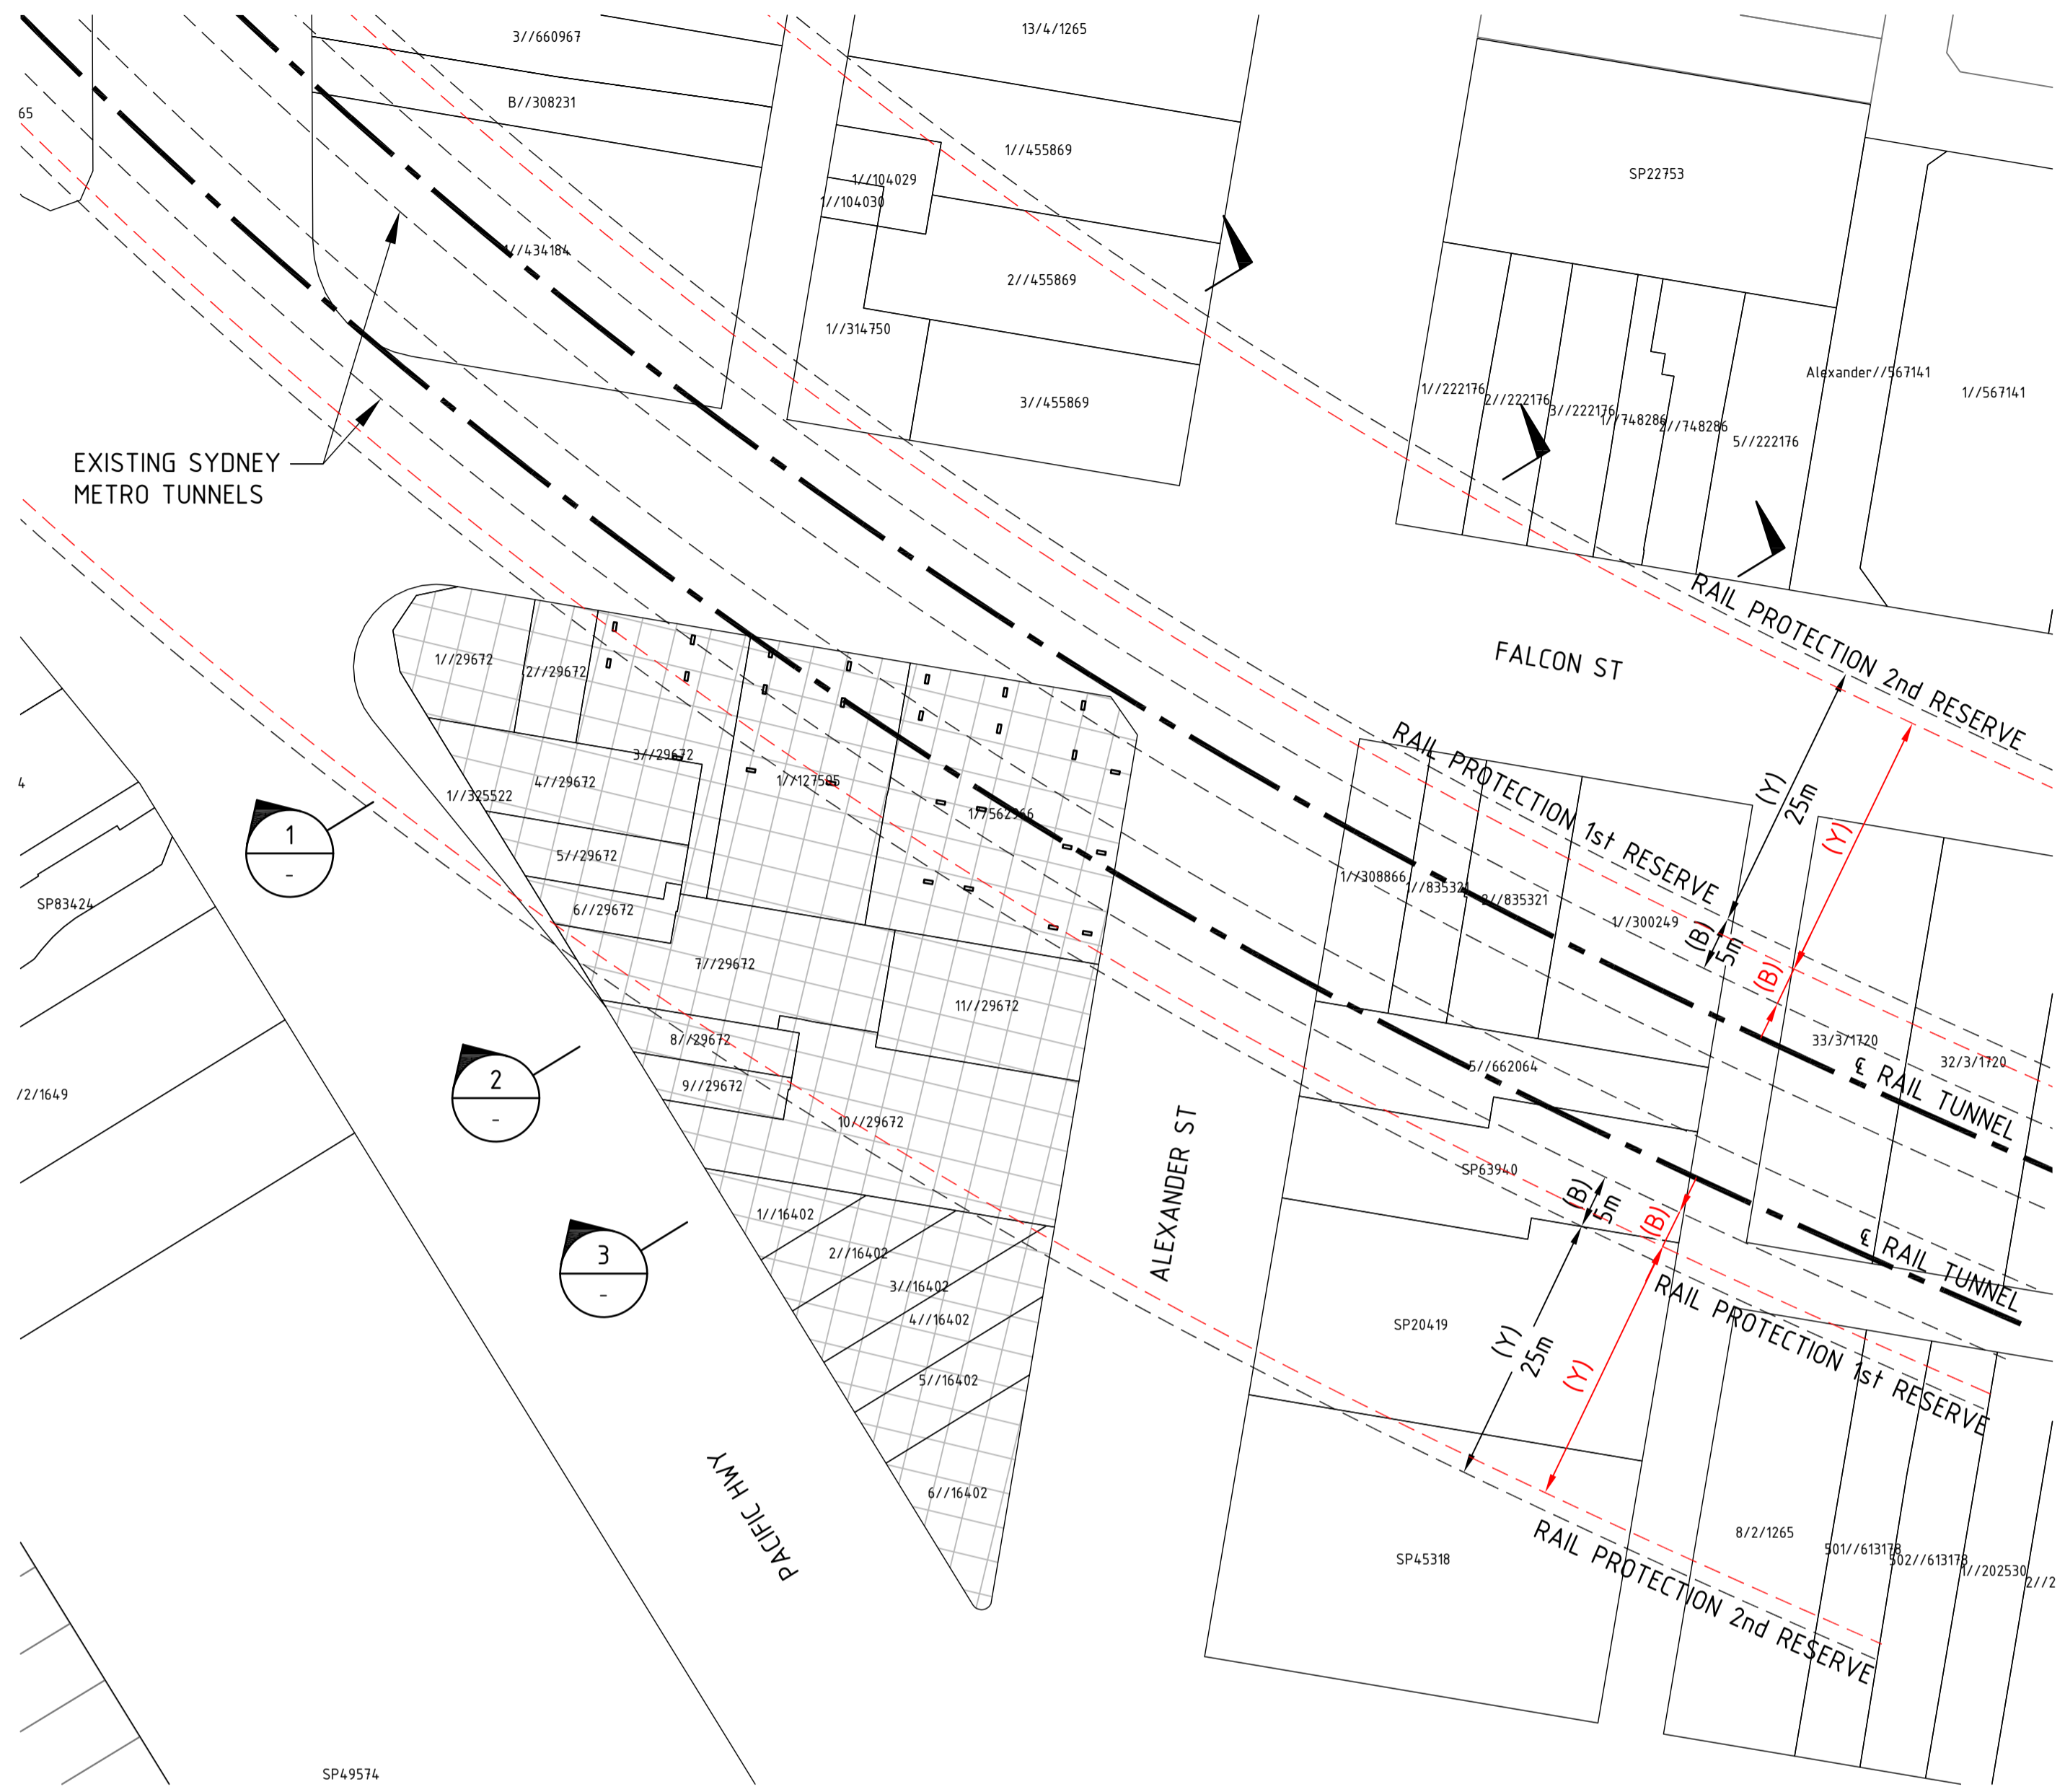 13/4/1265
3//660967
B//308231
65
1//455869
SP22753
1//104029
1//104030
1//434184
2//455869
1//314750
Alexander//567141
1//222176
2//222176
1//567141
3//455869
3//222176
1//748286
2//748286
5//222176
EXISTING SYDNEY
METRO TUNNELS
RAIL PROTECTION 2nd RESERVE
FALCON ST
1//29672
2//29672
RAIL PROTECTION 1st RESERVE
3//29672
4//29672
1//127595
4
1//325522
(Y)
25m
(Y)
1//562966
1
-
5//29672
1//308866
1//835321
2//835321
SP83424
6//29672
1//300249
(B)
5m
(B)
7//29672
11//29672
8//29672
33/3/1720
32/3/1720
℄ RAIL TUNNEL
5//662064
2
-
9//29672
/2/1649
10//29672
SP63940
ALEXANDER ST
(B)
5m
(B)
1//16402
2//16402
℄ RAIL TUNNEL
3
-
3//16402
4//16402
SP20419
RAIL PROTECTION 1st RESERVE
(Y)
25m
(Y)
5//16402
6//16402
PACIFIC HWY
8/2/1265
RAIL PROTECTION 2nd RESERVE
SP45318
501//613178
502//613178
1//202530
2//2
SP49574